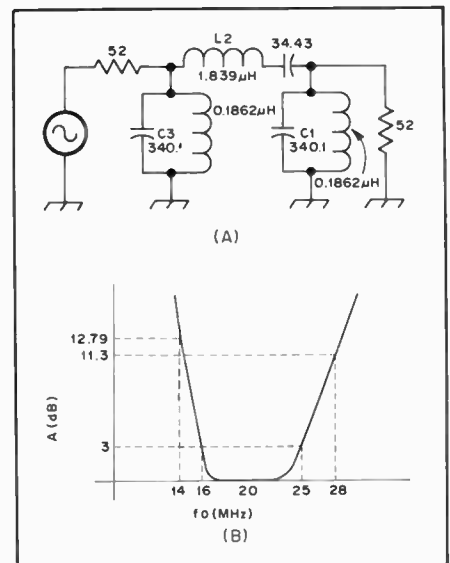 L2
34.43
52
1.839µH
0.1862µH
C3
340.1
C1
340.1
52
0.1862µH
(A)
12.79
11.3
A (dB)
3
14 16 20 25 28
fo (MHz)
(B)